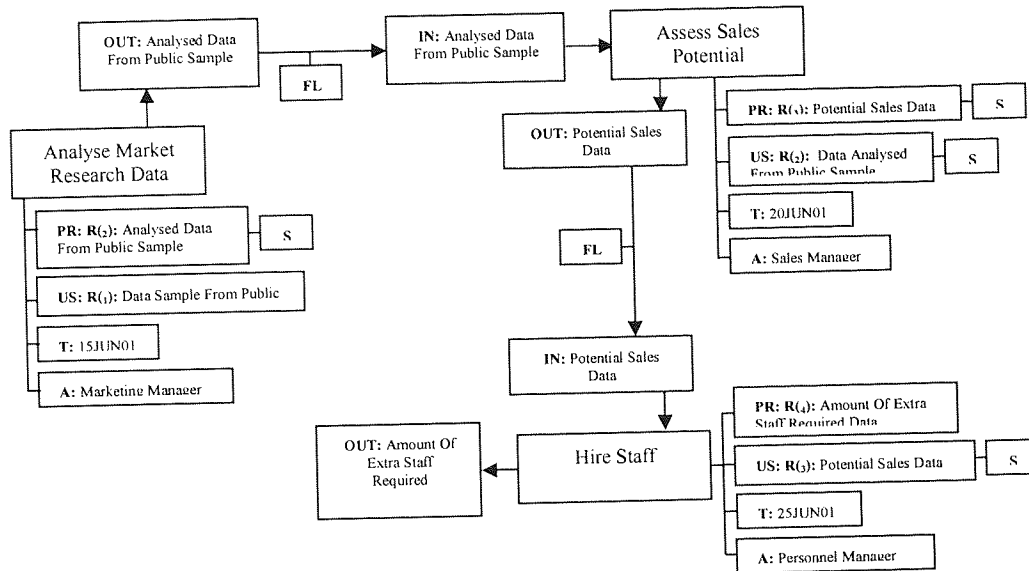 OUT: Analysed Data
From Public Sample
FL
IN: Analysed Data
From Public Sample
Assess Sales
Potential
PR: R(3): Potential Sales Data
S
US: R(2): Data Analysed
From Public Sample
S
T: 20JUN01
A: Sales Manager
OUT: Potential Sales
Data
FL
Analyse Market
Research Data
PR: R(2): Analysed Data
From Public Sample
S
US: R(1): Data Sample From Public
T: 15JUN01
A: Marketing Manager
IN: Potential Sales
Data
Hire Staff
PR: R(4): Amount Of Extra
Staff Required Data
US: R(3): Potential Sales Data
S
T: 25JUN01
A: Personnel Manager
OUT: Amount Of
Extra Staff
Required